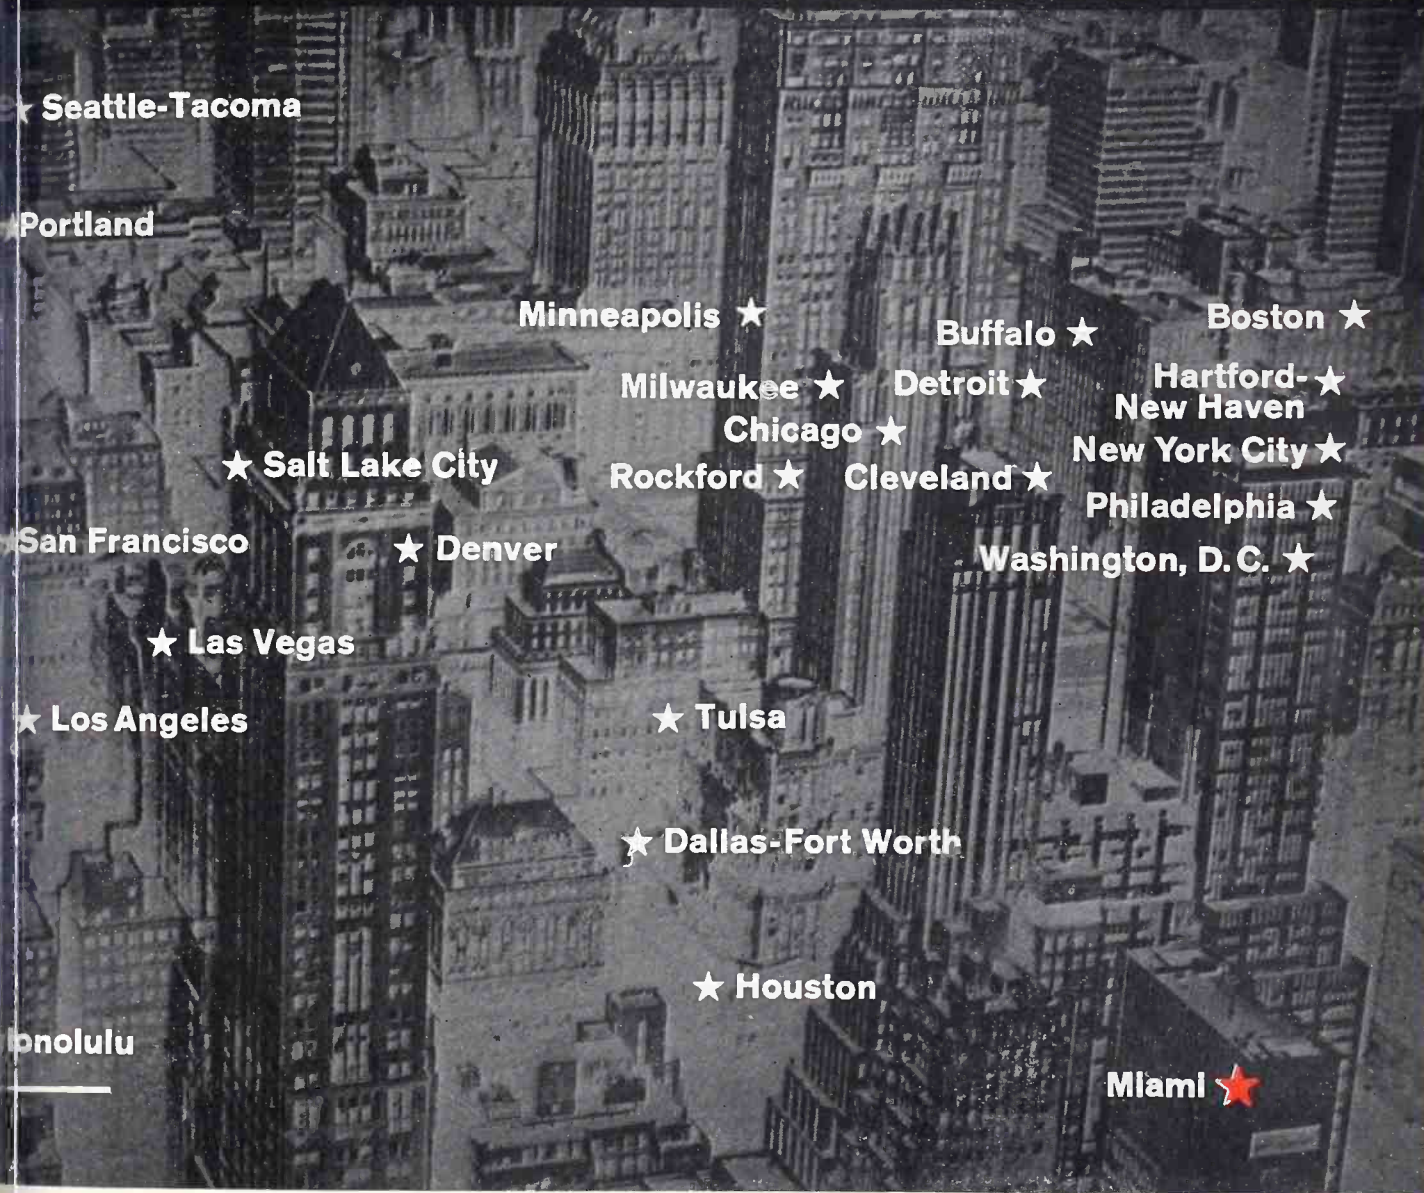 Seattle-Tacoma
Portland
Minneapolis
Buffalo
Boston
Milwaukee
Detroit
Hartford-
New Haven
Chicago
New York City
Salt Lake City
Rockford
Cleveland
Philadelphia
San Francisco
Denver
Washington, D.C.
Las Vegas
Los Angeles
Tulsa
Dallas-Fort Worth
Houston
onolulu
Miami